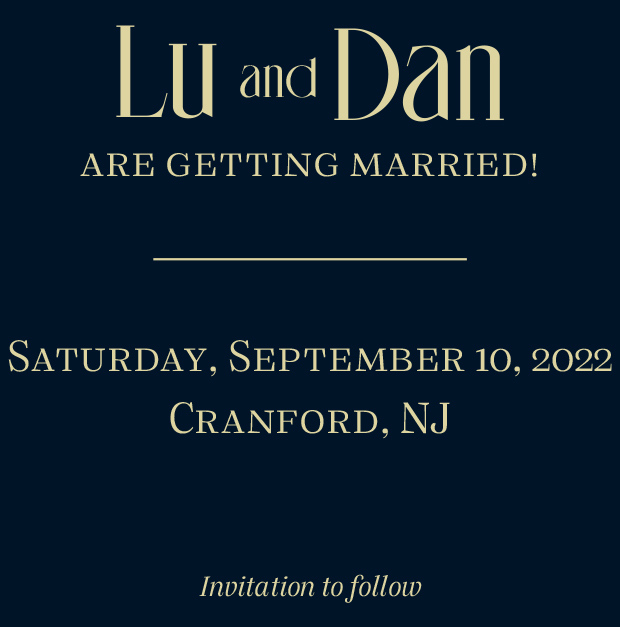 Lu and Dan
ARE GETTING MARRIED!
Saturday, September 10, 2022
Cranford, NJ
Invitation to follow